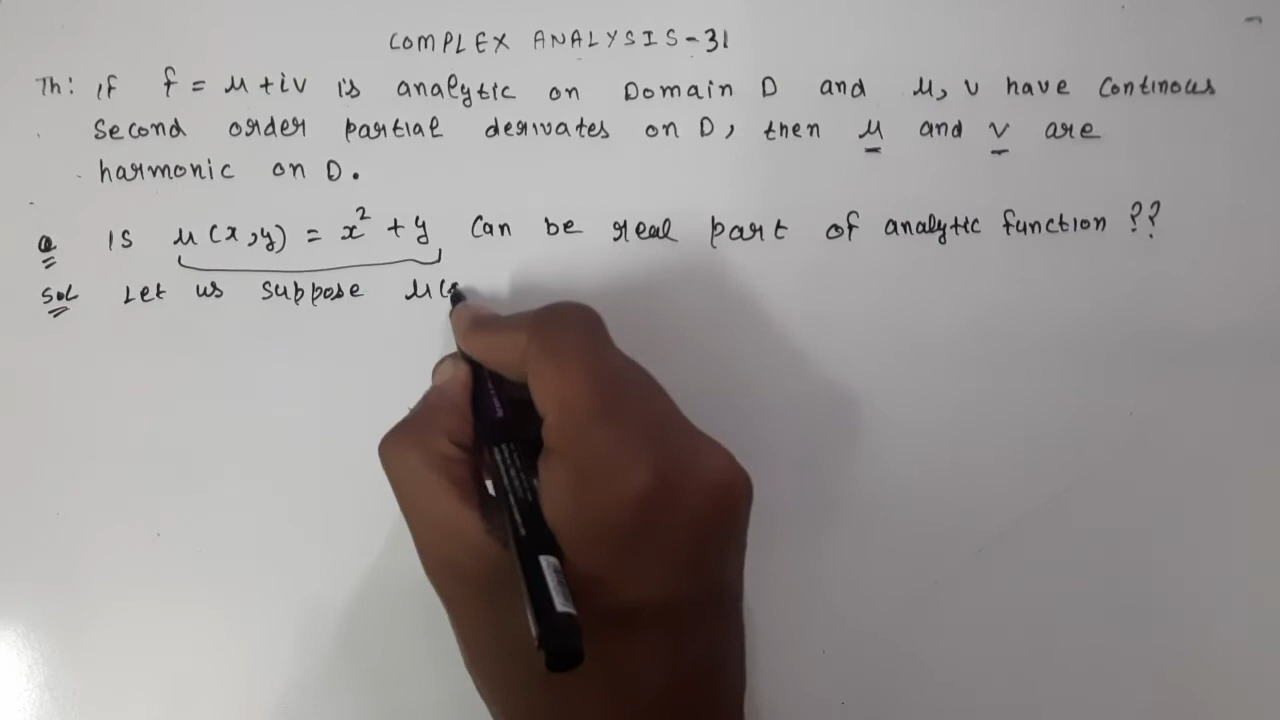 COMPLEX ANALYSIS-31
Th: If f = u + iv is analytic on Domain D and u, v have Continous
Second order partial derivates on D, then u and v are
harmonic on D.
Q IS u(x,y) = x² + y Can be real part of analytic function ??
Sol Let us suppose u(